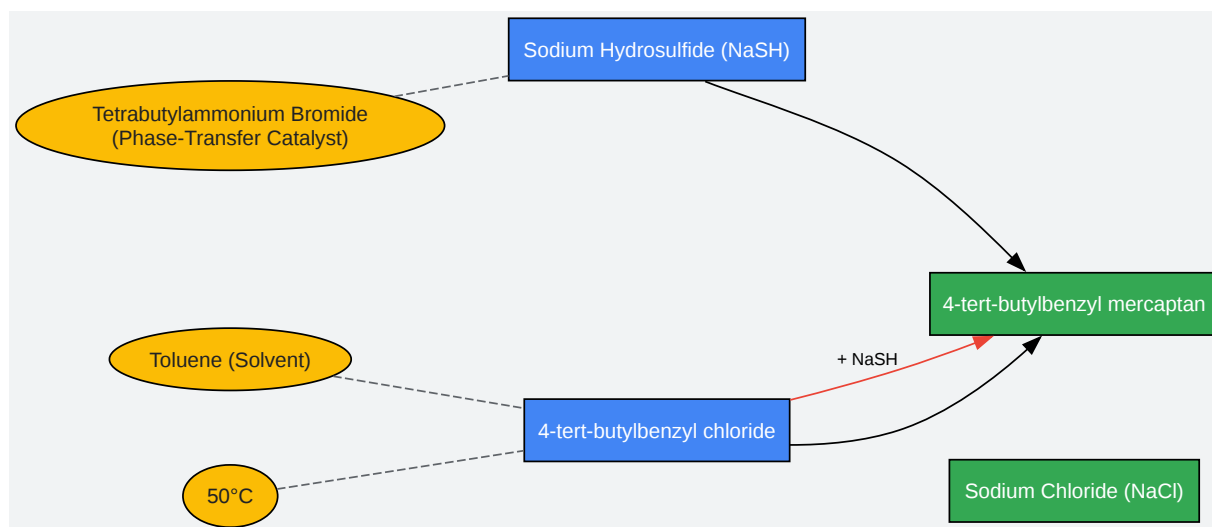 Sodium Hydrosulfide (NaSH)
Tetrabutylammonium Bromide
(Phase-Transfer Catalyst)
4-tert-butylbenzyl mercaptan
Toluene (Solvent)
+ NaSH
4-tert-butylbenzyl chloride
50°C
Sodium Chloride (NaCl)